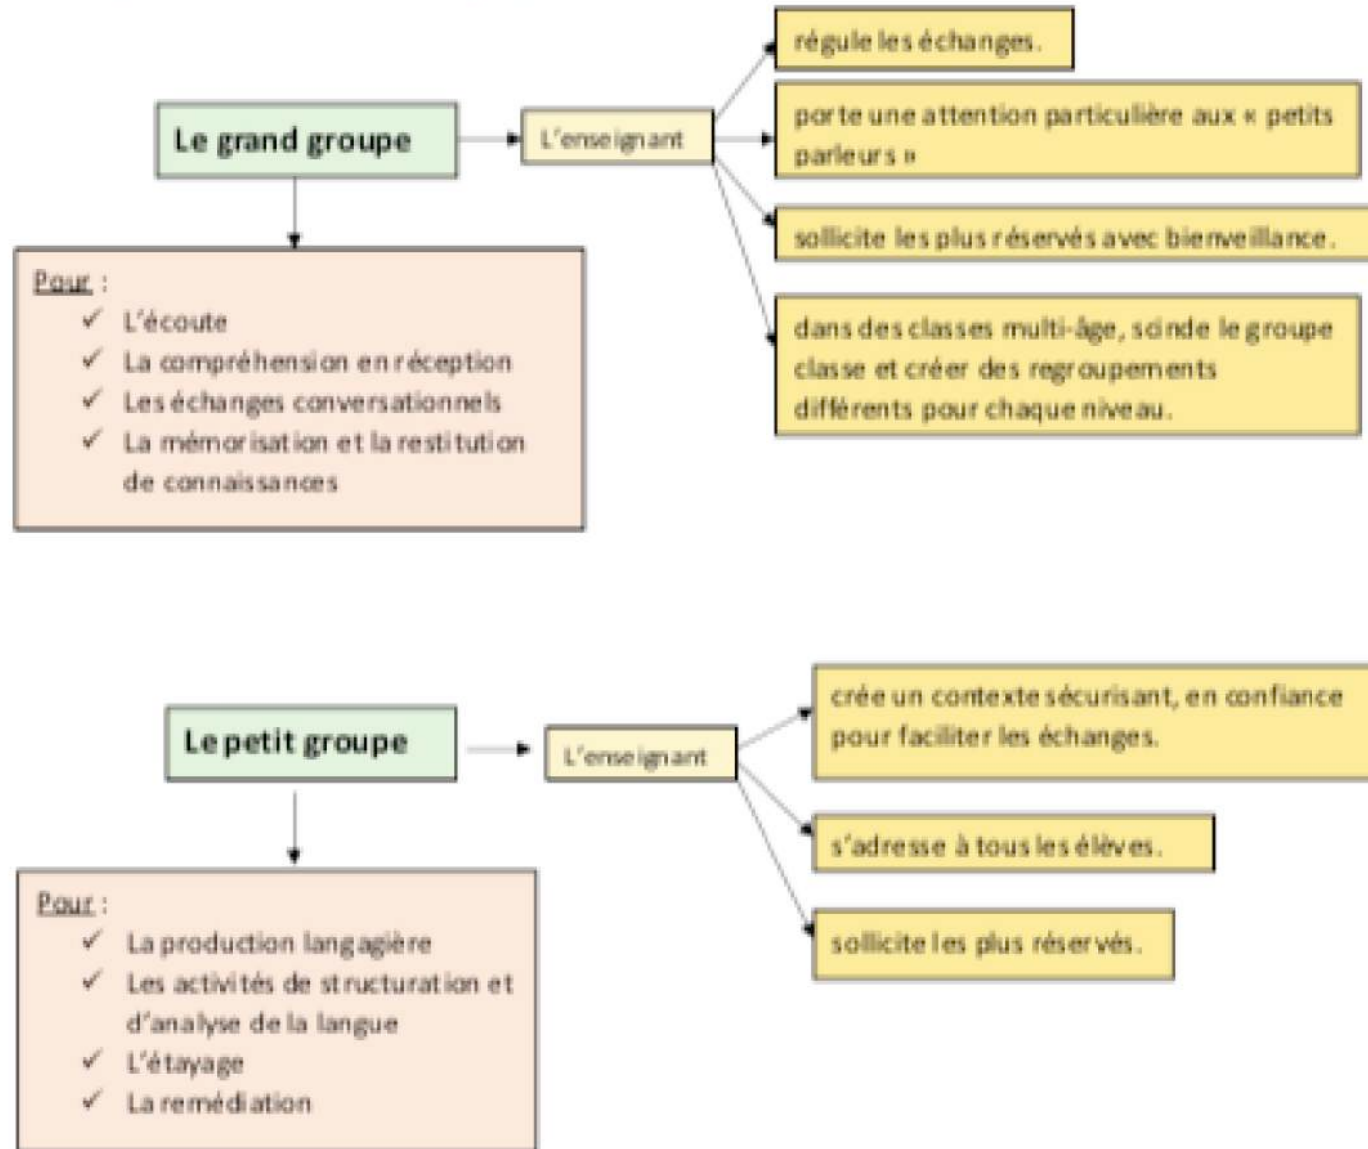 Le grand groupe
L'enseignant
régule les échanges.
porte une attention particulière aux « petits
parleurs »
sollicite les plus réservés avec bienveillance.
dans des classes multi-âge, scinde le groupe
classe et créer des regroupements
différents pour chaque niveau.
Pour :
✓ L'écoute
✓ La compréhension en réception
✓ Les échanges conversationnels
✓ La mémorisation et la restitution
de connaissances
Le petit groupe
L'enseignant
crée un contexte sécurisant, en confiance
pour faciliter les échanges.
s'adresse à tous les élèves.
sollicite les plus réservés.
Pour :
✓ La production langagière
✓ Les activités de structuration et
d'analyse de la langue
✓ L'étayage
✓ La remédiation